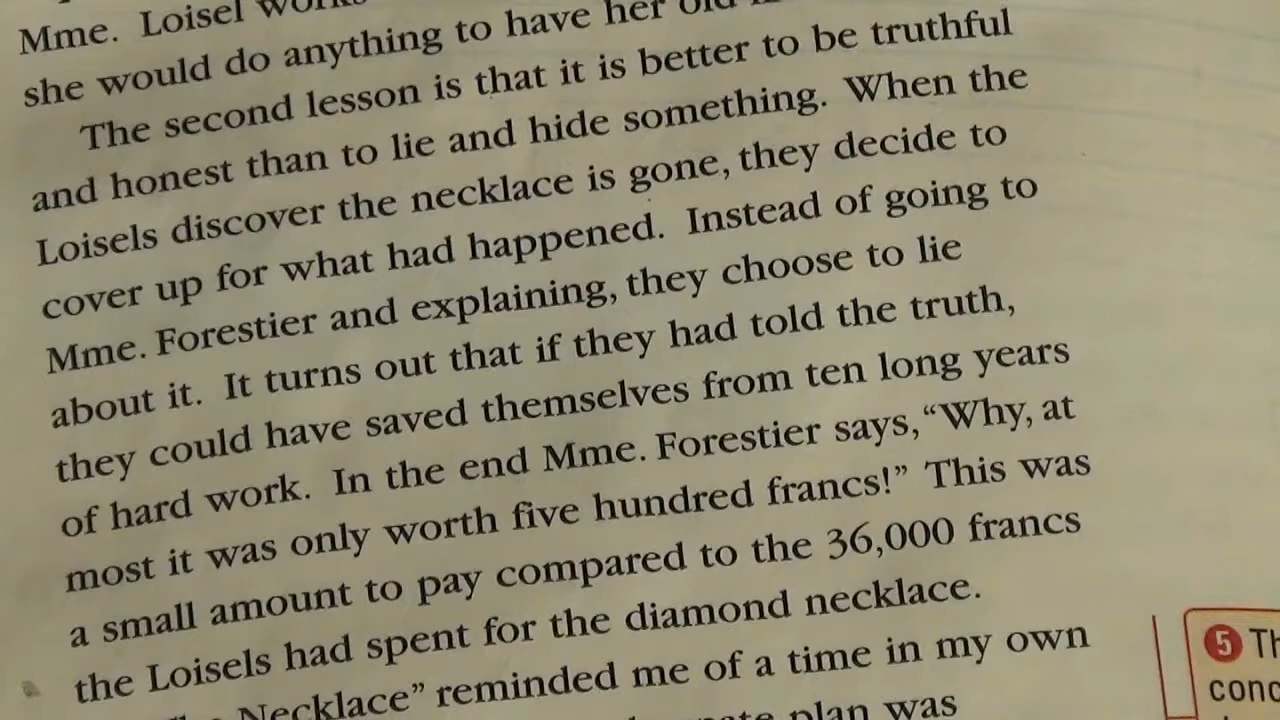 Mme. Loisel
she would do anything to have her old
The second lesson is that it is better to be truthful
and honest than to lie and hide something. When the
Loisels discover the necklace is gone, they decide to
cover up for what had happened. Instead of going to
Mme. Forestier and explaining, they choose to lie
about it. It turns out that if they had told the truth,
they could have saved themselves from ten long years
of hard work. In the end Mme. Forestier says, “Why, at
most it was only worth five hundred francs!” This was
a small amount to pay compared to the 36,000 francs
the Loisels had spent for the diamond necklace.
Necklace” reminded me of a time in my own
plan was
5